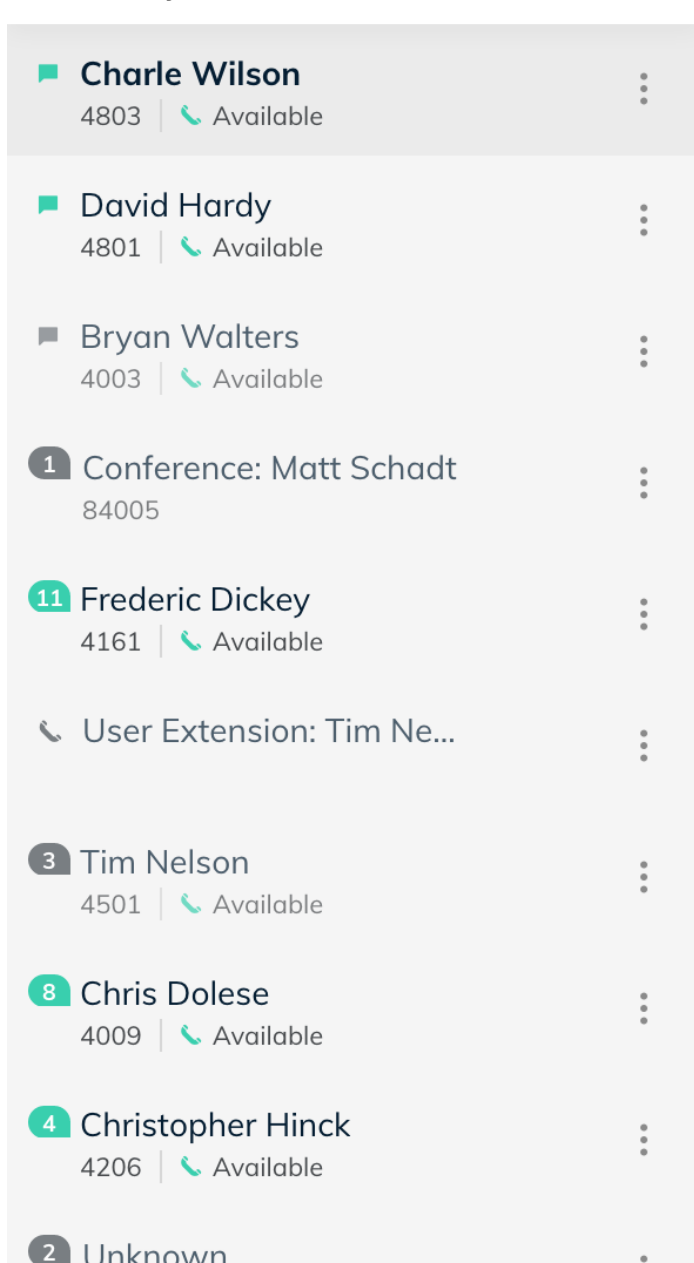 Charle Wilson
4803 Available
David Hardy
4801 Available
Bryan Walters
4003 Available
1 Conference: Matt Schadt
84005
11 Frederic Dickey
4161 Available
User Extension: Tim Ne...
3 Tim Nelson
4501 Available
8 Chris Dolese
4009 Available
4 Christopher Hinck
4206 Available
2 Unknown